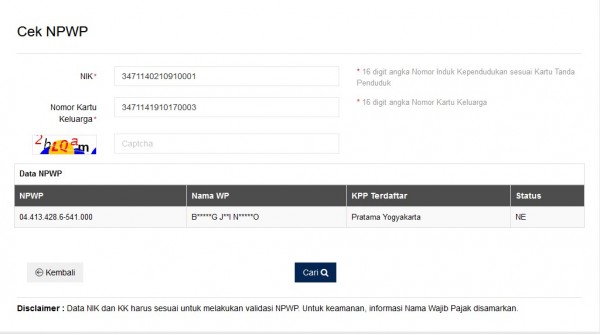 Cek NPWP
NIK* 3471140210910001 * 16 digit angka Nomor Induk Kependudukan sesuai Kartu Tanda
Penduduk
Nomor Kartu
Keluarga* 3471141910170003 * 16 digit angka Nomor Kartu Keluarga
Captcha
Data NPWP
NPWP Nama WP KPP Terdaftar Status
04.413.428.6-541.000 B*****G J**I N*****O Pratama Yogyakarta NE
Kembali Cari
Disclaimer : Data NIK dan KK harus sesuai untuk melakukan validasi NPWP. Untuk keamanan, informasi Nama Wajib Pajak disamarkan.